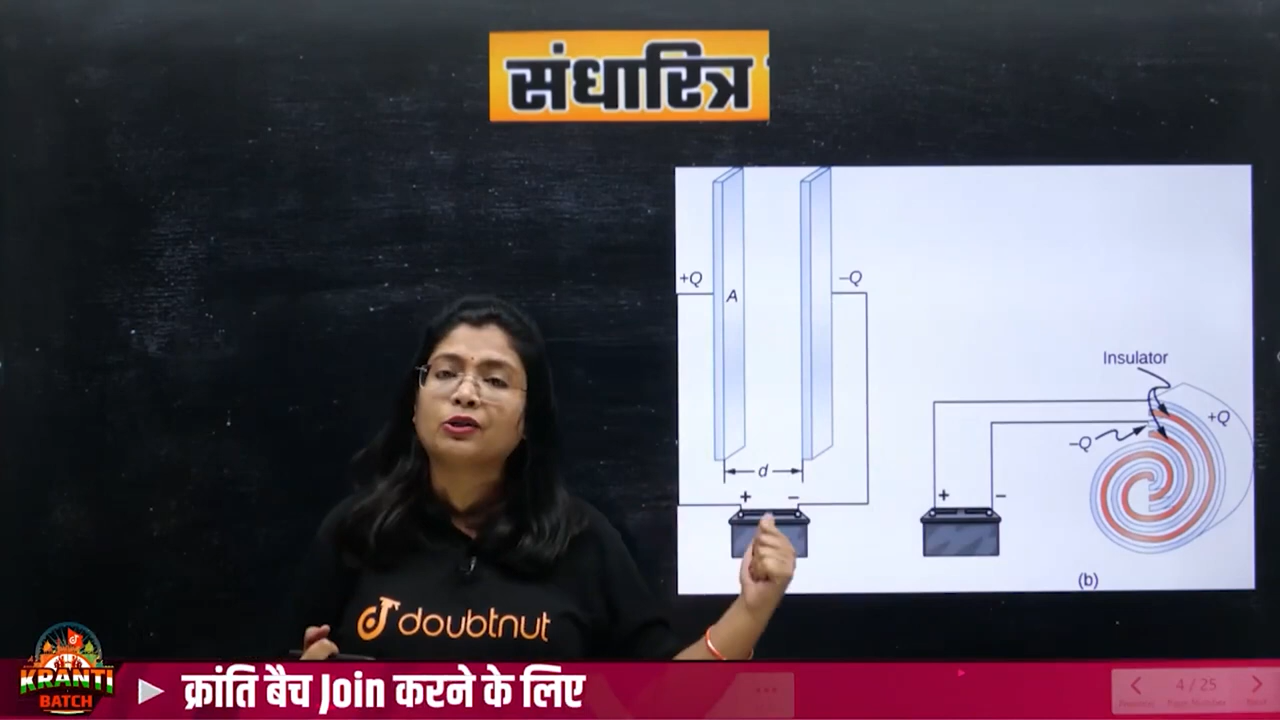 संधारित्र
+Q
A
–Q
d
+
–
Insulator
+Q
–Q
+
–
(b)
doubtnut
KRANTI
BATCH
क्रांति बैच Join करने के लिए
4 / 25